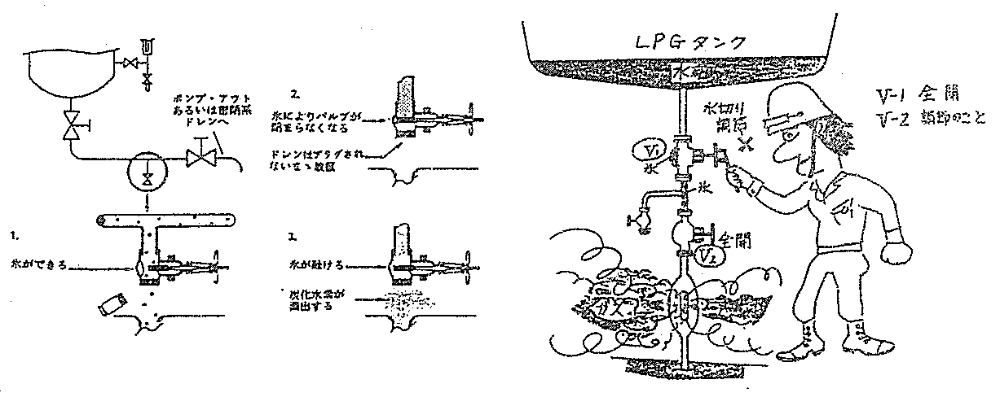 ポンプ・アウト
あるいは密閉系
ドレンへ
1.
氷ができる
2.
氷によりバルブが
閉まらなくなる
ドレンはプラグされ
ないまゝ放置
3.
氷が融ける
炭化水素が
漏出する
LPGタンク
水
V-1 全開
V-2 調節のこと
水切り
V1
氷
氷
全開
V2
ガス